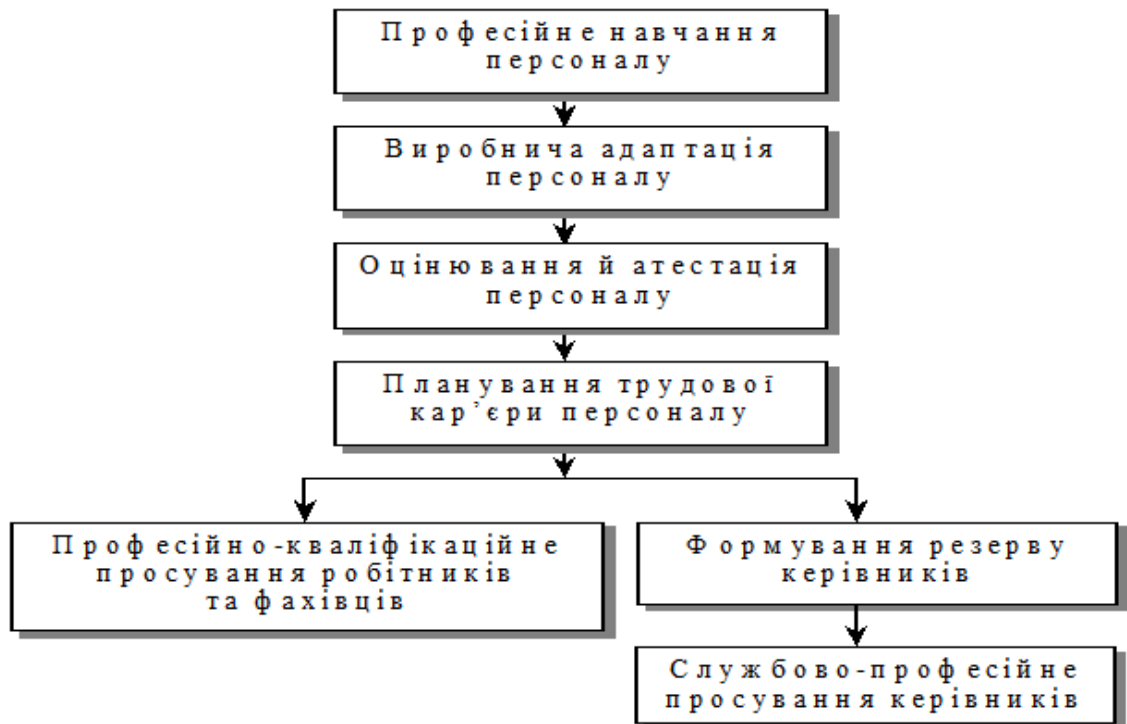 Професійне навчання
персоналу
Виробнича адаптація
персоналу
Оцінювання й атестація
персоналу
Планування трудової
кар’єри персоналу
Професійно-кваліфікаційне
просування робітників
та фахівців
Формування резерву
керівників
Службово-професійне
просування керівників